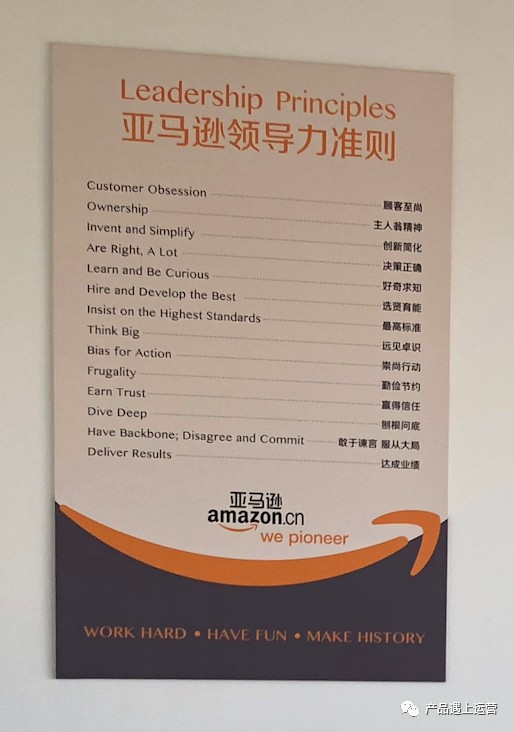 Leadership Principles
亚马逊领导力准则
Customer Obsession 顾客至尚
Ownership 主人翁精神
Invent and Simplify 创新简化
Are Right, A Lot 决策正确
Learn and Be Curious 好奇求知
Hire and Develop the Best 选贤育能
Insist on the Highest Standards 最高标准
Think Big 远见卓识
Bias for Action 崇尚行动
Frugality 勤俭节约
Earn Trust 赢得信任
Dive Deep 刨根问底
Have Backbone; Disagree and Commit 敢于谏言 服从大局
Deliver Results 达成业绩
亚马逊
amazon.cn
we pioneer
WORK HARD • HAVE FUN • MAKE HISTORY
产品遇上运营